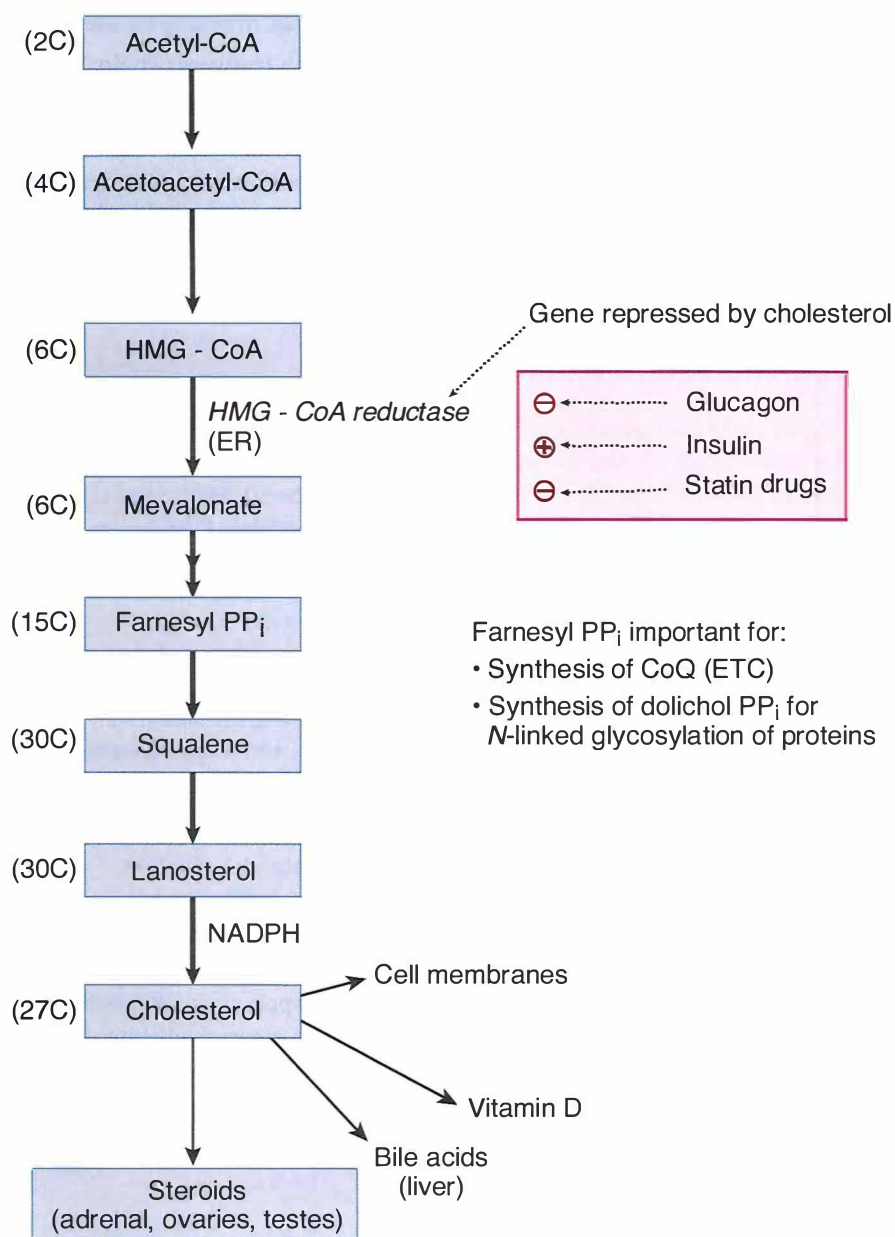 (2C) Acetyl-CoA
(4C) Acetoacetyl-CoA
Gene repressed by cholesterol
(6C) HMG - CoA
HMG - CoA reductase
(ER)
⊖ Glucagon
⊕ Insulin
⊖ Statin drugs
(6C) Mevalonate
(15C) Farnesyl PPi
Farnesyl PPi important for:
• Synthesis of CoQ (ETC)
• Synthesis of dolichol PPi for
N-linked glycosylation of proteins
(30C) Squalene
(30C) Lanosterol
NADPH
Cell membranes
(27C) Cholesterol
Vitamin D
Bile acids
(liver)
Steroids
(adrenal, ovaries, testes)